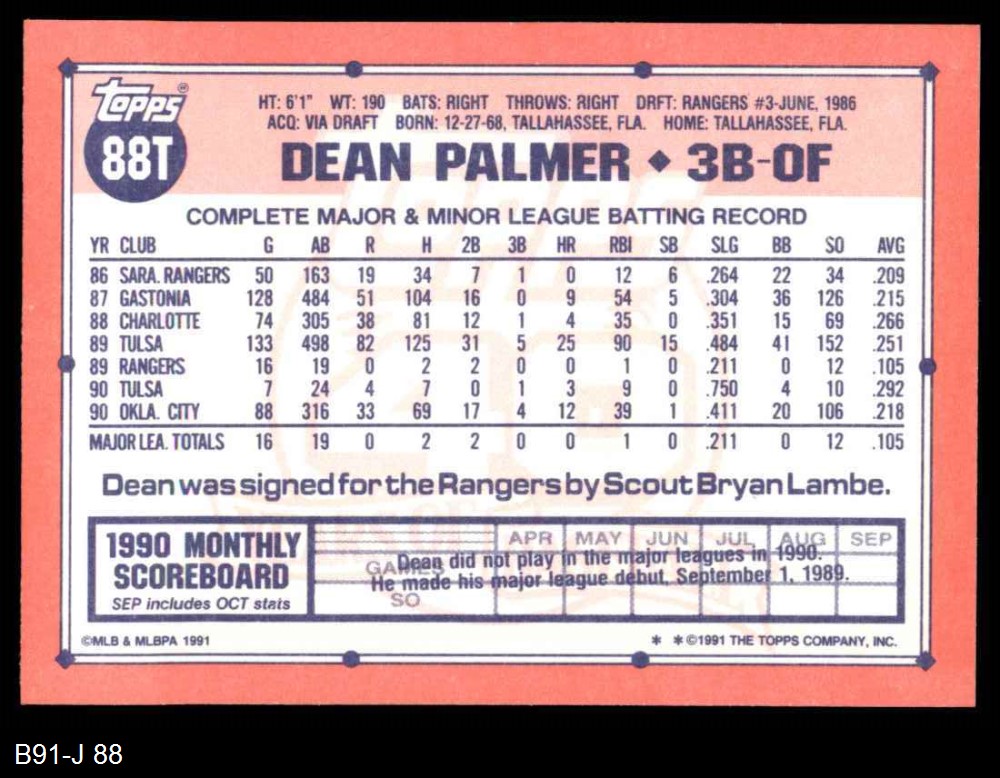 topps®
88T
HT: 6'1" WT: 190 BATS: RIGHT THROWS: RIGHT DRFT: RANGERS #3-JUNE, 1986
ACQ: VIA DRAFT BORN: 12-27-68, TALLAHASSEE, FLA. HOME: TALLAHASSEE, FLA.
DEAN PALMER ◆ 3B-OF
COMPLETE MAJOR & MINOR LEAGUE BATTING RECORD
YR CLUB G AB R H 2B 3B HR RBI SB SLG BB SO AVG
86 SARA. RANGERS 50 163 19 34 7 1 0 12 6 .264 22 34 .209
87 GASTONIA 128 484 51 104 16 0 9 54 5 .304 36 126 .215
88 CHARLOTTE 74 305 38 81 12 1 4 35 0 .351 15 69 .266
89 TULSA 133 498 82 125 31 5 25 90 15 .484 41 152 .251
89 RANGERS 16 19 0 2 2 0 0 1 0 .211 0 12 .105
90 TULSA 7 24 4 7 0 1 3 9 0 .750 4 10 .292
90 OKLA. CITY 88 316 33 69 17 4 12 39 1 .411 20 106 .218
MAJOR LEA. TOTALS 16 19 0 2 2 0 0 1 0 .211 0 12 .105
Dean was signed for the Rangers by Scout Bryan Lambe.
1990 MONTHLY
SCOREBOARD
SEP includes OCT stats
APR MAY JUN JUL AUG SEP
GAMES
Dean did not play in the major leagues in 1990.
He made his major league debut, September 1, 1989.
SO
©MLB & MLBPA 1991
* * ©1991 THE TOPPS COMPANY, INC.
B91-J 88